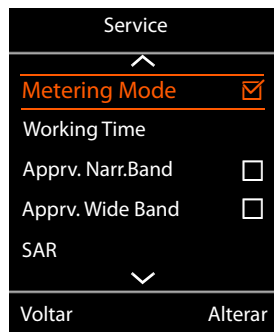 Service
Metering Mode
Working Time
Apprv. Narr.Band
Apprv. Wide Band
SAR
Voltar Alterar